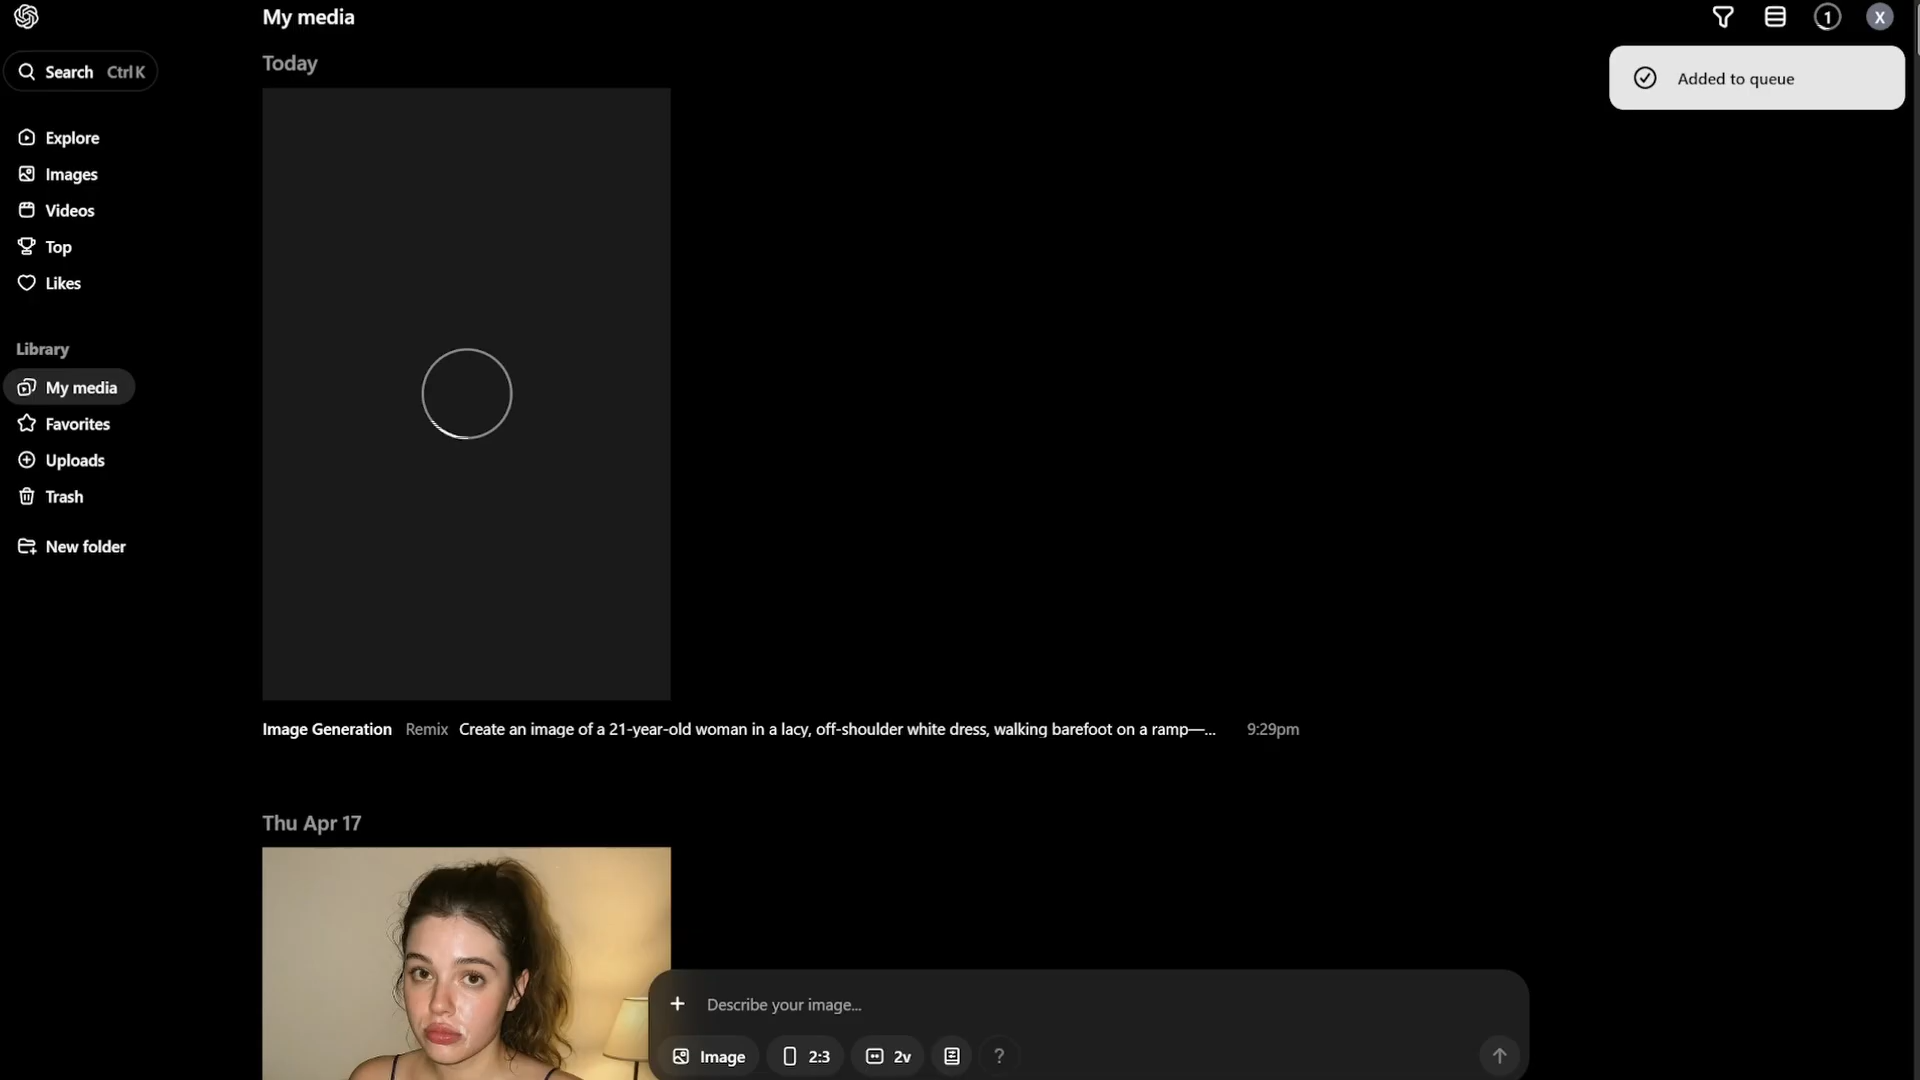 My media
1
X
Search Ctrl K
Today
Added to queue
Explore
Images
Videos
Top
Likes
Library
My media
Favorites
Uploads
Trash
New folder
Image Generation Remix Create an image of a 21-year-old woman in a lacy, off-shoulder white dress, walking barefoot on a ramp—... 9:29pm
Thu Apr 17
+ Describe your image...
Image 2:3 2v ?